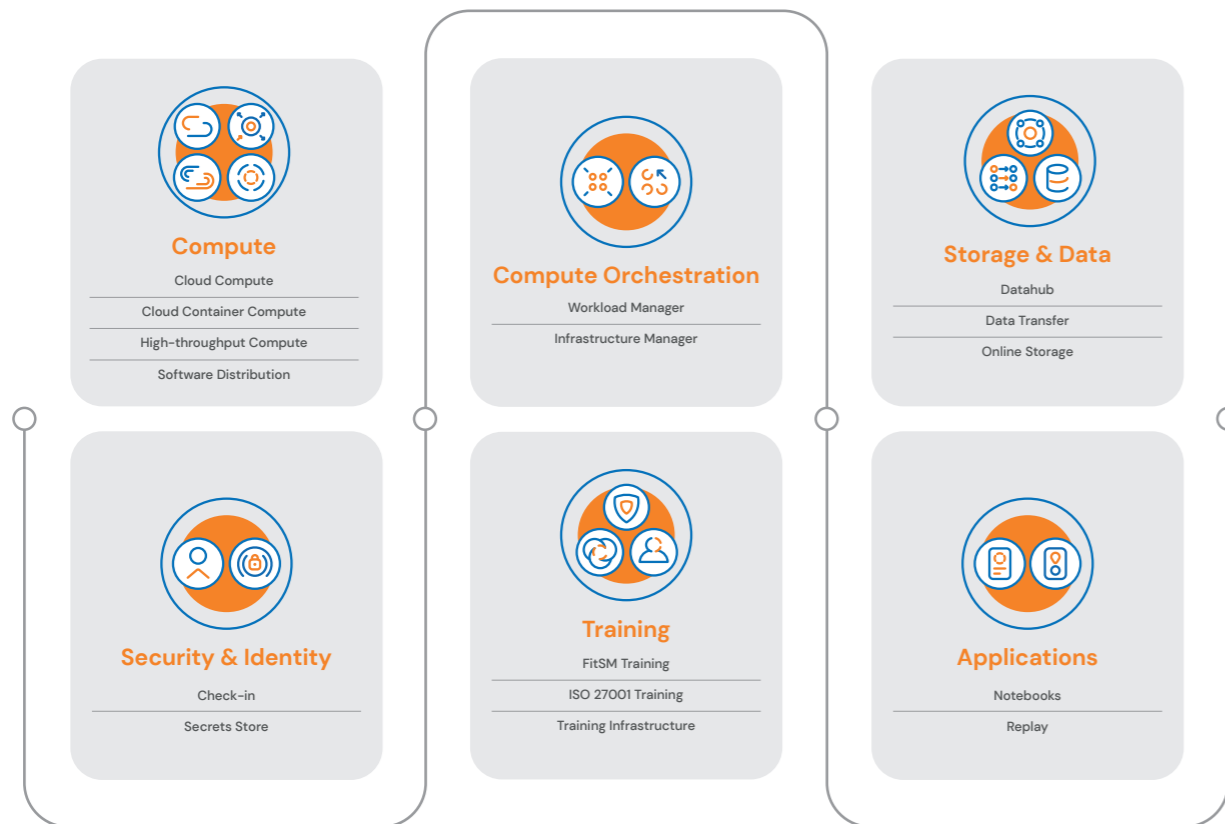 Compute
Cloud Compute
Cloud Container Compute
High-throughput Compute
Software Distribution
Compute Orchestration
Workload Manager
Infrastructure Manager
Storage & Data
Datahub
Data Transfer
Online Storage
Security & Identity
Check-in
Secrets Store
Training
FitSM Training
ISO 27001 Training
Training Infrastructure
Applications
Notebooks
Replay